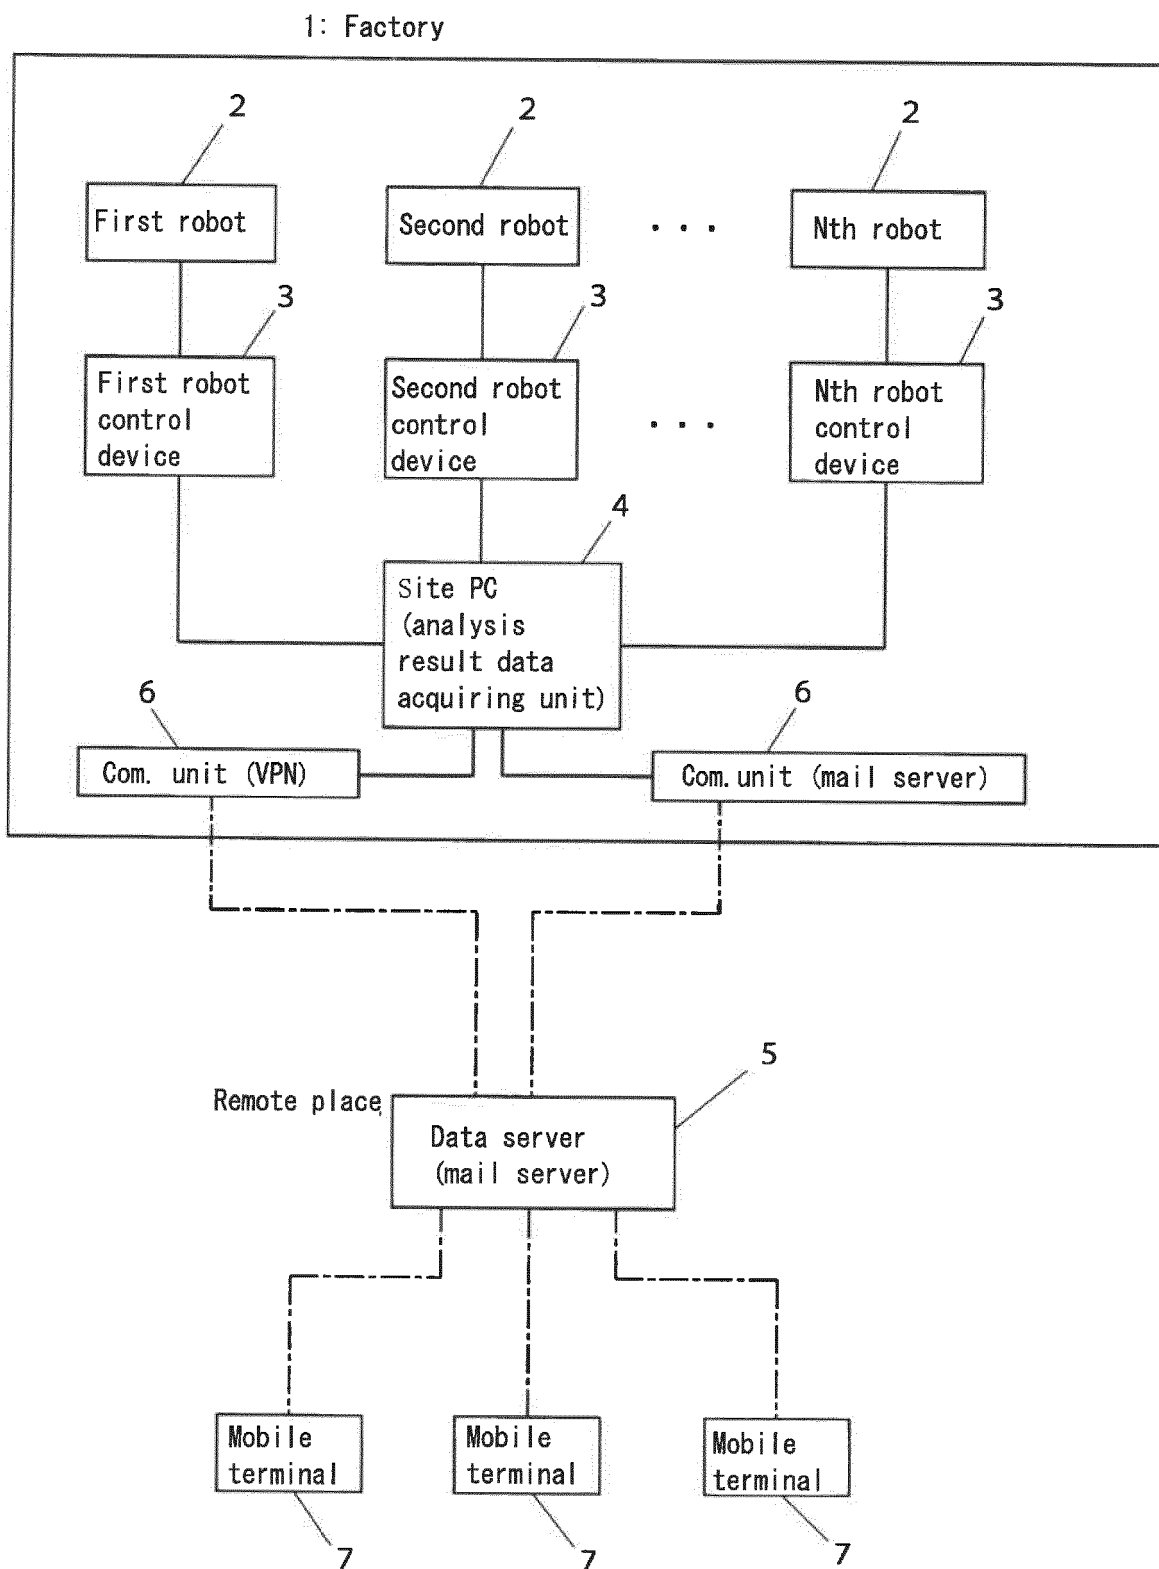 1: Factory
2
2
2
First robot
Second robot
. . .
Nth robot
3
3
3
First robot
control
device
Second robot
control
device
. . .
Nth robot
control
device
4
Site PC
(analysis
result data
acquiring unit)
6
6
Com. unit (VPN)
Com.unit (mail server)
5
Remote place
Data server
(mail server)
Mobile
terminal
Mobile
terminal
Mobile
terminal
7
7
7